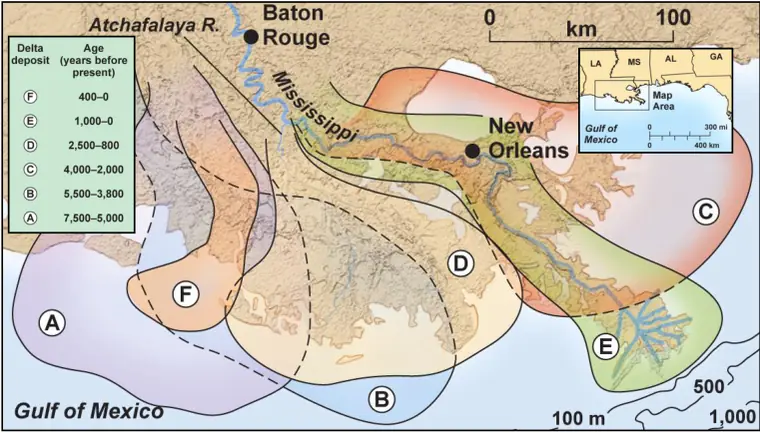 Atchafalaya R.
Baton
Rouge
0 100
km
Delta
deposit
Age
(years before
present)
F 400–0
E 1,000–0
D 2,500–800
C 4,000–2,000
B 5,500–3,800
A 7,500–5,000
Mississippi
New
Orleans
LA MS AL GA
Map
Area
Gulf of
Mexico
0 300 mi
0 400 km
C
D
F
A
E
B
Gulf of Mexico
100 m
500
1,000